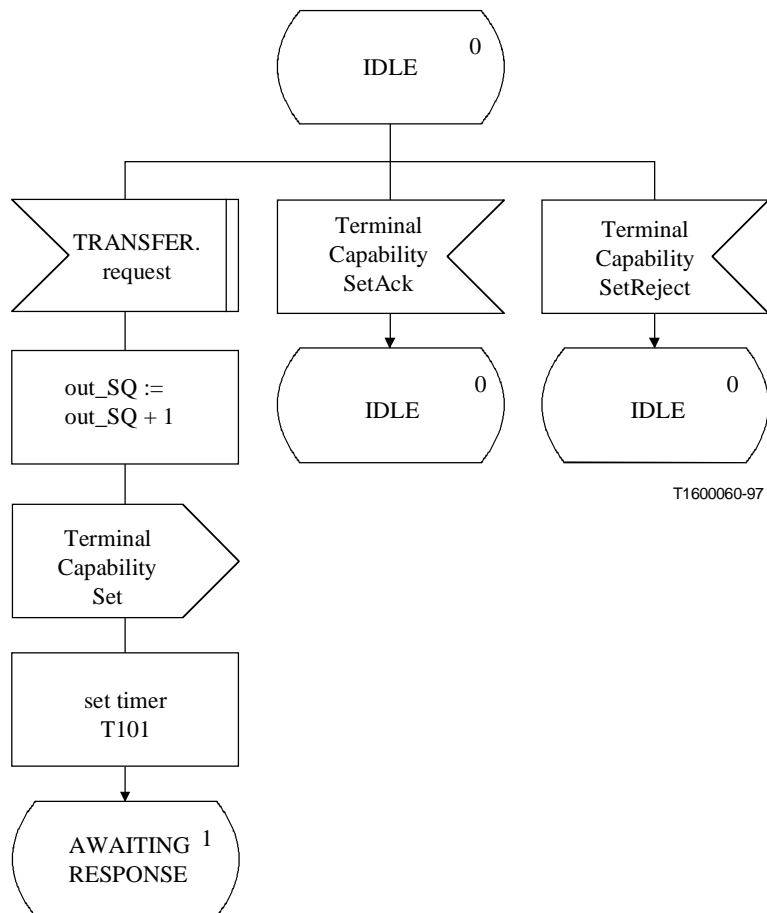 0
IDLE
TRANSFER.
request
Terminal
Capability
SetAck
Terminal
Capability
SetReject
out_SQ :=
out_SQ + 1
0
IDLE
0
IDLE
T1600060-97
Terminal
Capability
Set
set timer
T101
AWAITING 1
RESPONSE